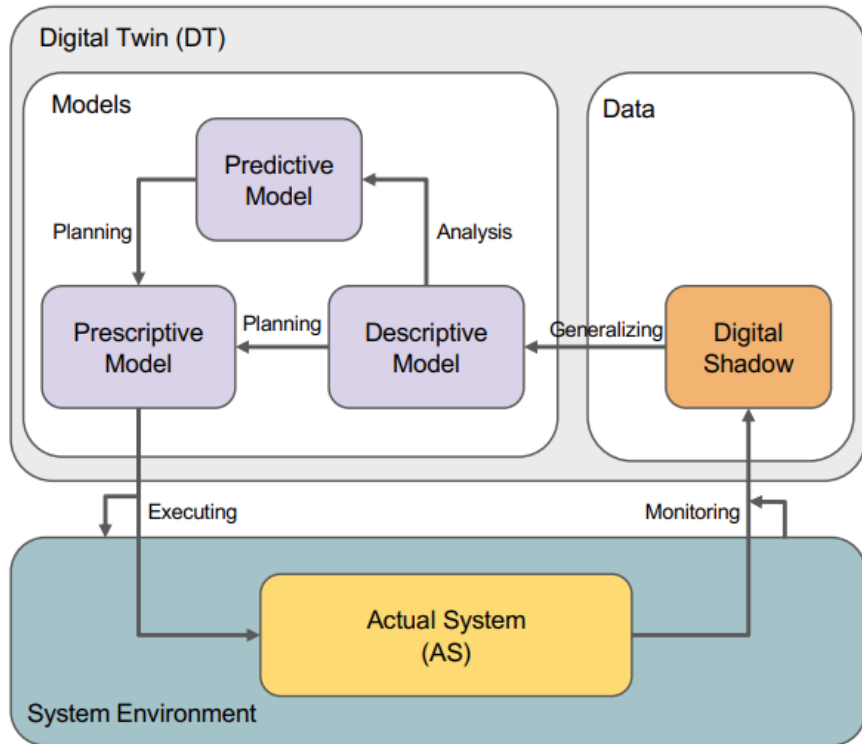 Digital Twin (DT)
Models
Data
Predictive
Model
Planning
Analysis
Prescriptive
Model
Planning
Descriptive
Model
Generalizing
Digital
Shadow
Executing
Monitoring
Actual System
(AS)
System Environment